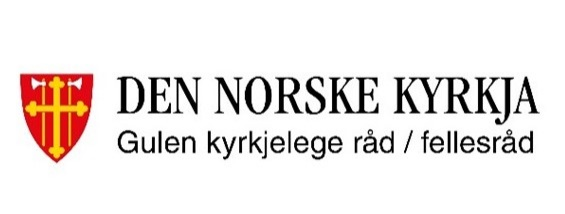 DEN NORSKE KYRKJA
Gulen kyrkjelege råd / fellesråd